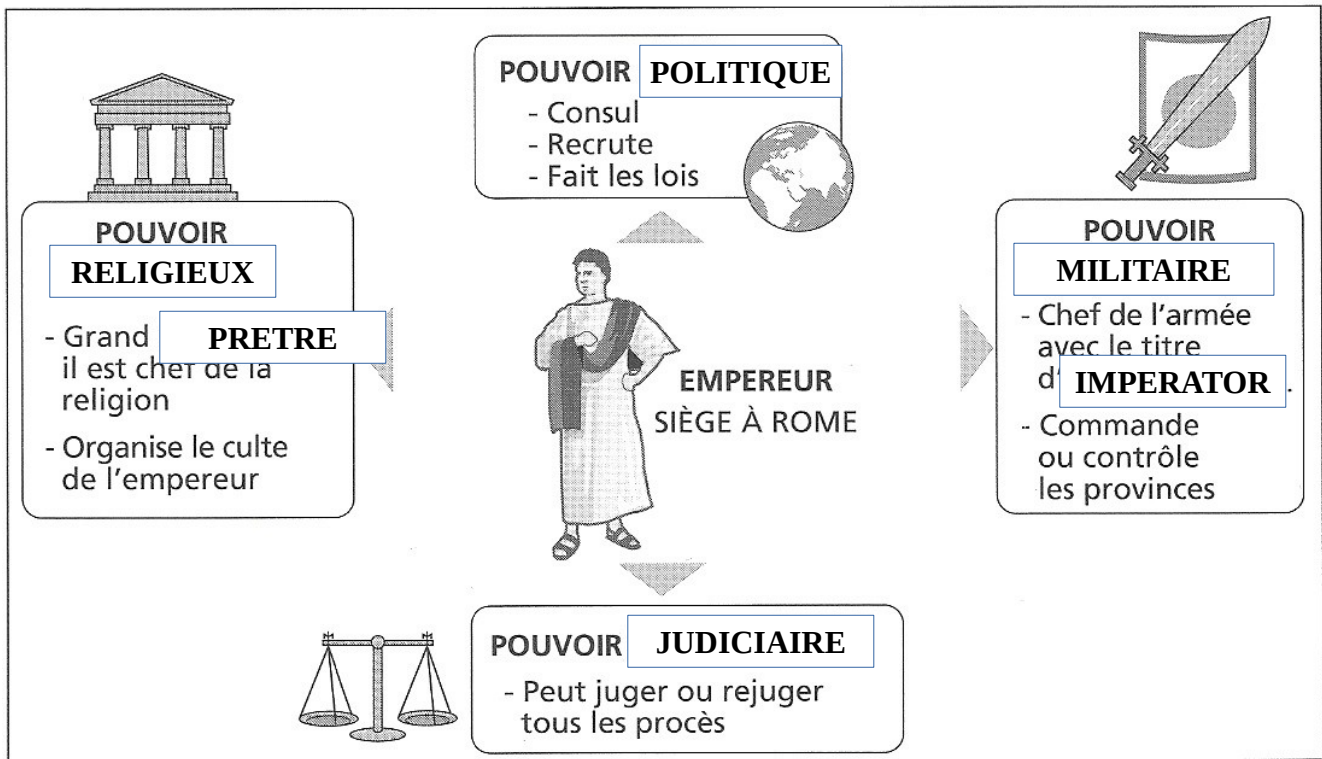 POUVOIR POLITIQUE
- Consul
- Recrute
- Fait les lois
POUVOIR
RELIGIEUX
- Grand PRETRE
il est chef de la
religion
- Organise le culte
de l'empereur
EMPEREUR
SIÈGE À ROME
POUVOIR
MILITAIRE
- Chef de l'armée
avec le titre
d'IMPERATOR.
- Commande
ou contrôle
les provinces
POUVOIR JUDICIAIRE
- Peut juger ou rejuger
tous les procès